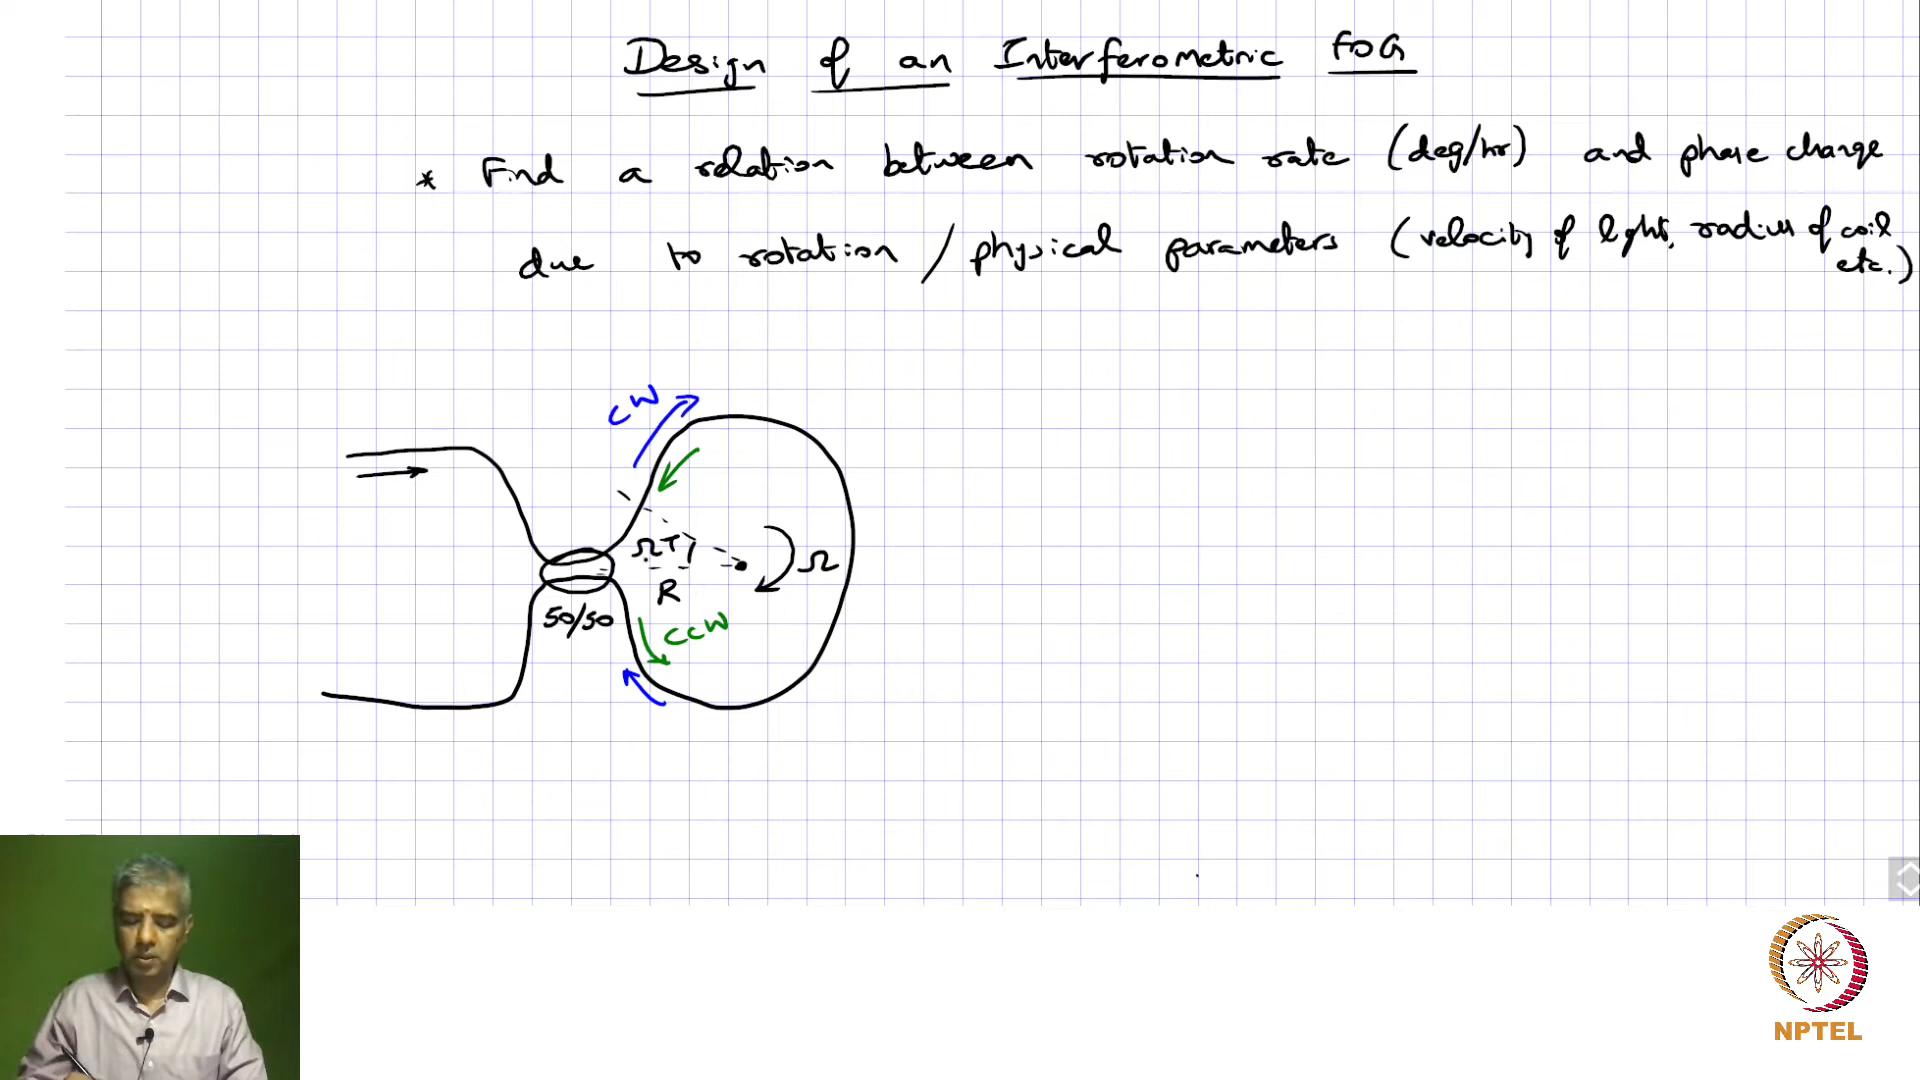 Design of an Interferometric FOG
* Find a relation between rotation rate (deg/hr) and phase change
due to rotation / physical parameters (velocity of light, radius of coil
etc.)
CW
ΩT
Ω
R
50/50
CCW
NPTEL